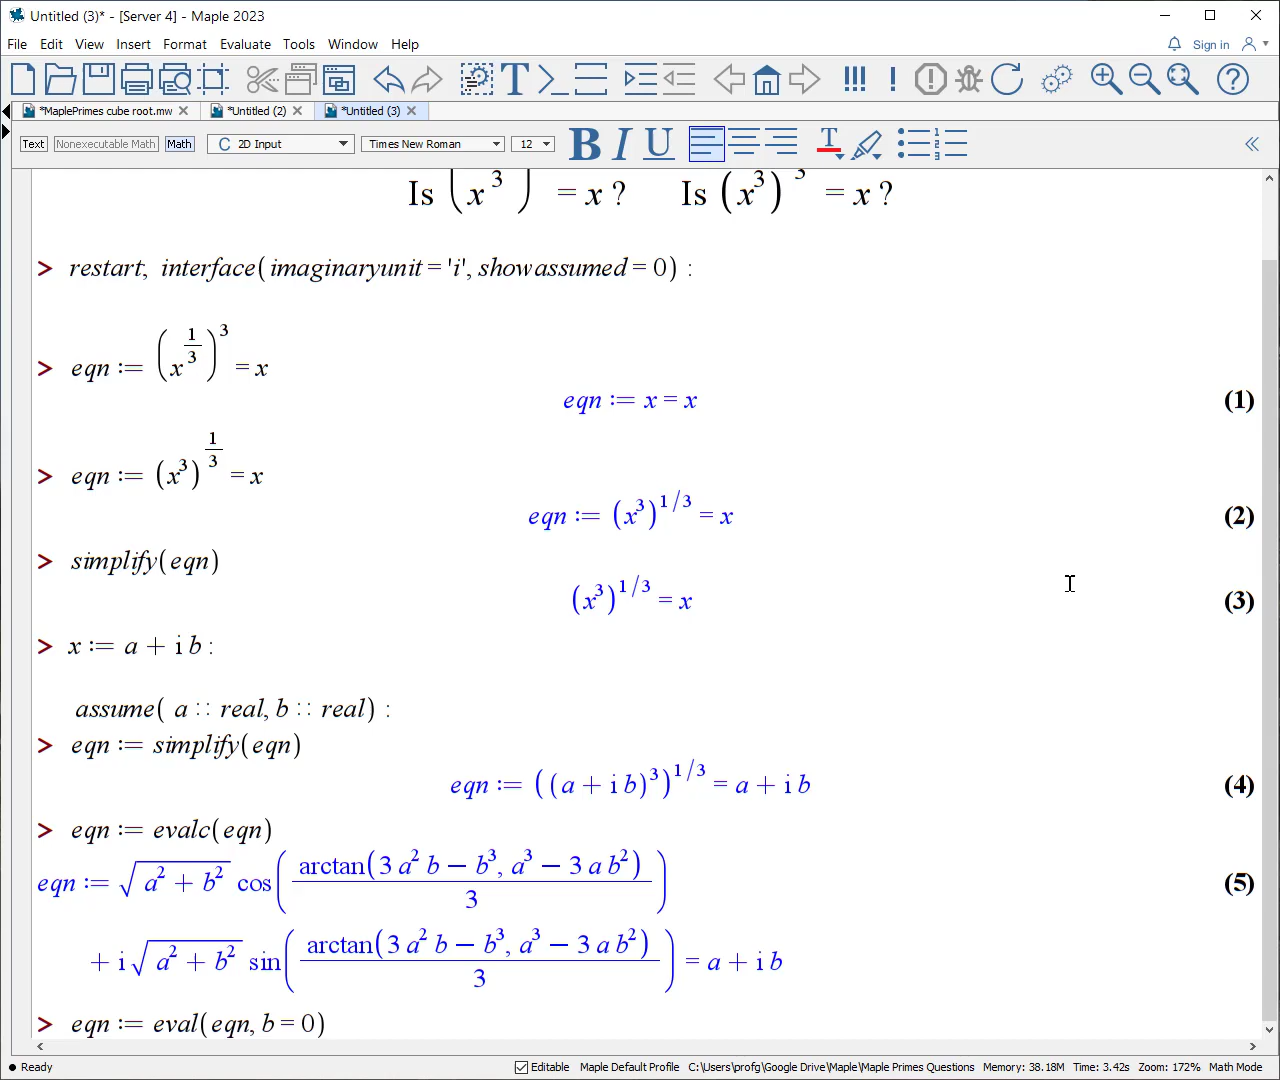 Untitled (3)* - [Server 4] - Maple 2023
File Edit View Insert Format Evaluate Tools Window Help
Sign in
*MaplePrimes cube root.mw *Untitled (2) *Untitled (3)
Text Nonexecutable Math Math C 2D Input Times New Roman 12 B I U
Is (x^3) = x ? Is (x^3)^3 = x ?
> restart, interface(imaginaryunit = 'i', showassumed = 0) :
> eqn := (x^(1/3))^3 = x
eqn := x = x (1)
> eqn := (x^3)^(1/3) = x
eqn := (x^3)^(1/3) = x (2)
> simplify(eqn)
(x^3)^(1/3) = x (3)
> x := a + i b :
assume( a :: real, b :: real) :
> eqn := simplify(eqn)
eqn := ((a + i b)^3)^(1/3) = a + i b (4)
> eqn := evalc(eqn)
eqn := √(a^2 + b^2) cos(arctan(3 a^2 b − b^3, a^3 − 3 a b^2)/3) (5)
+ i √(a^2 + b^2) sin(arctan(3 a^2 b − b^3, a^3 − 3 a b^2)/3) = a + i b
> eqn := eval(eqn, b = 0)
Ready Editable Maple Default Profile C:\Users\profg\Google Drive\Maple\Maple Primes Questions Memory: 38.18M Time: 3.42s Zoom: 172% Math Mode